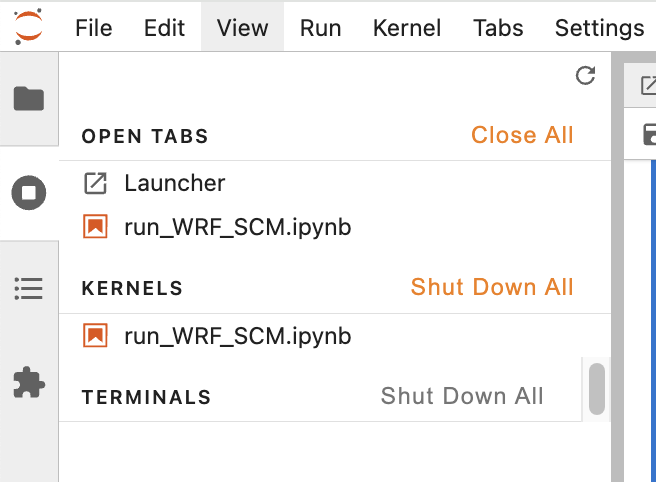 File Edit View Run Kernel Tabs Settings
OPEN TABS Close All
Launcher
run_WRF_SCM.ipynb
KERNELS Shut Down All
run_WRF_SCM.ipynb
TERMINALS Shut Down All